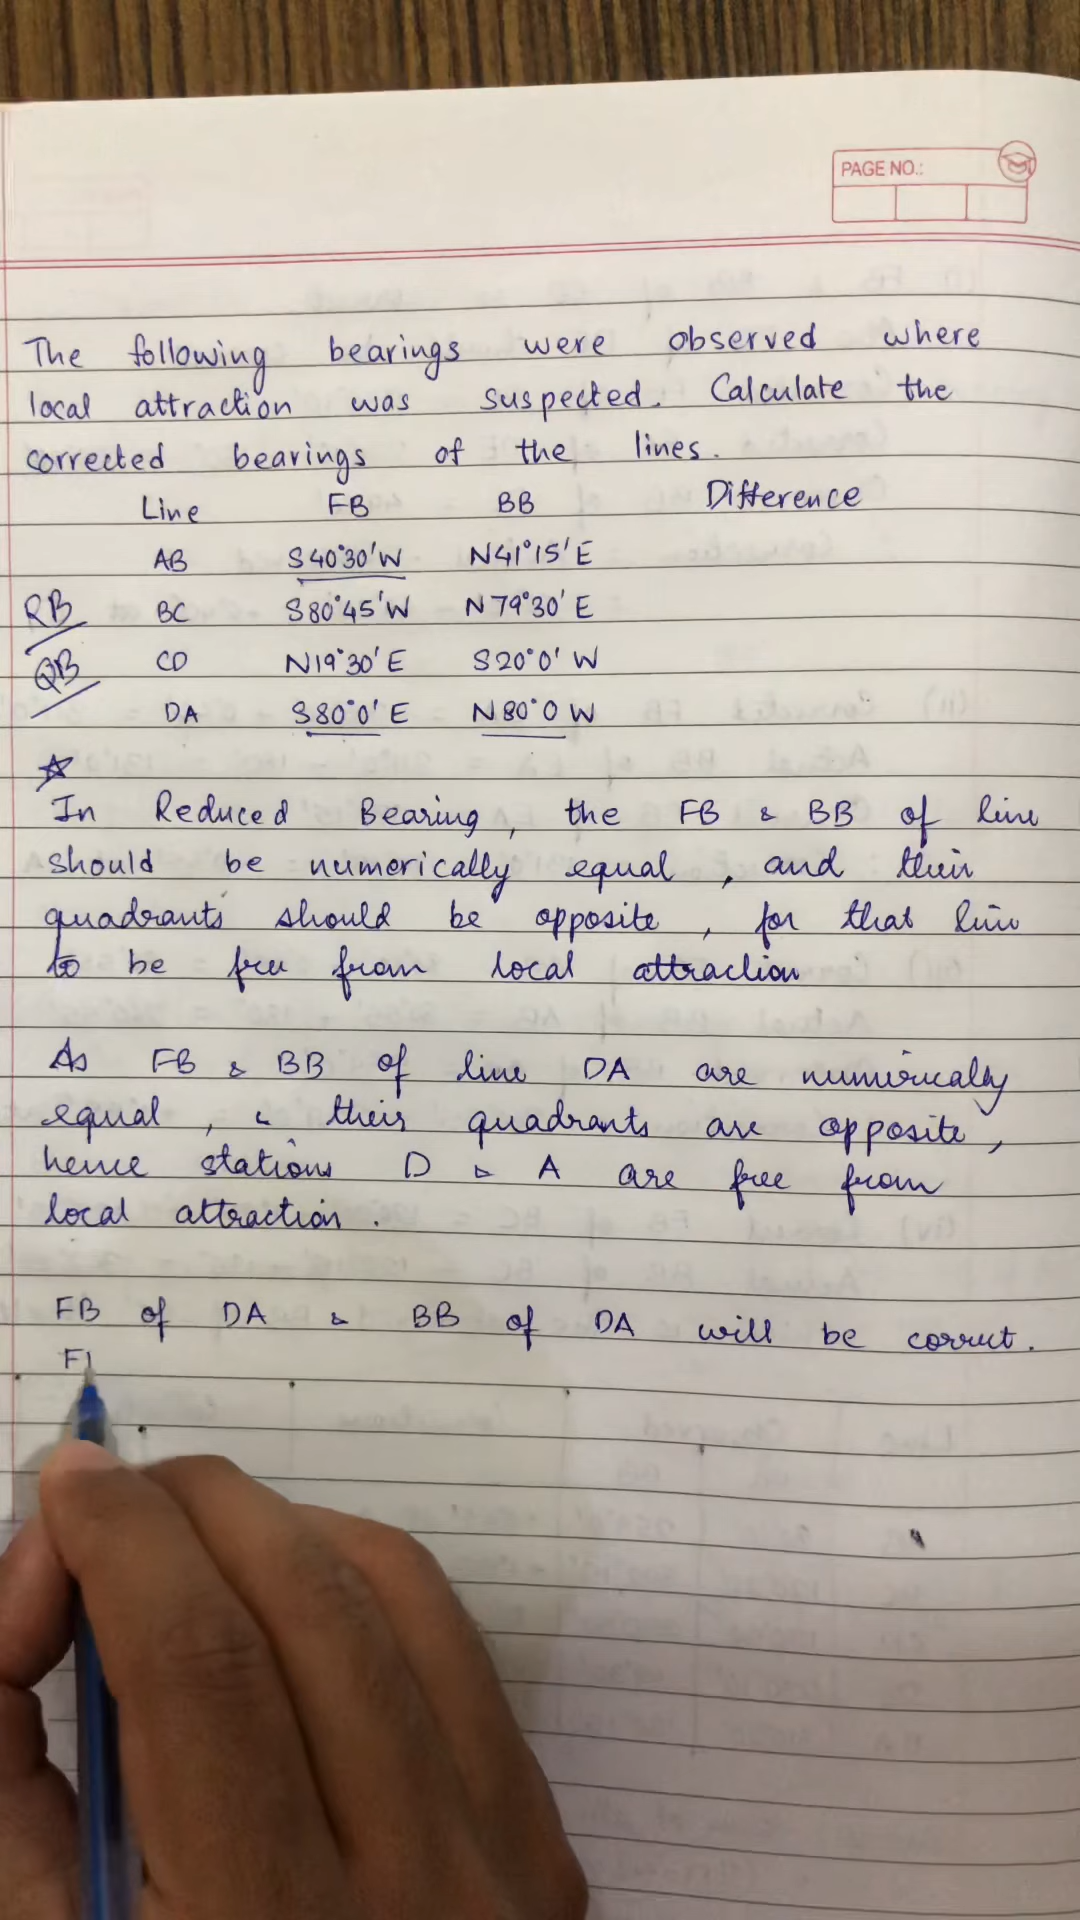 PAGE NO.:
The following bearings were observed where
local attraction was suspected. Calculate the
corrected bearings of the lines.
Line FB BB Difference
AB S40°30'W N41°15'E
RB BC S80°45'W N79°30'E
QB CD N19°30'E S20°0'W
DA S80°0'E N80°0W
In Reduced Bearing, the FB & BB of line
should be numerically equal, and their
quadrants should be opposite, for that line
to be free from local attraction
As FB & BB of line DA are numerically
equal, & their quadrants are opposite,
hence stations D & A are free from
local attraction.
FB of DA & BB of DA will be correct.